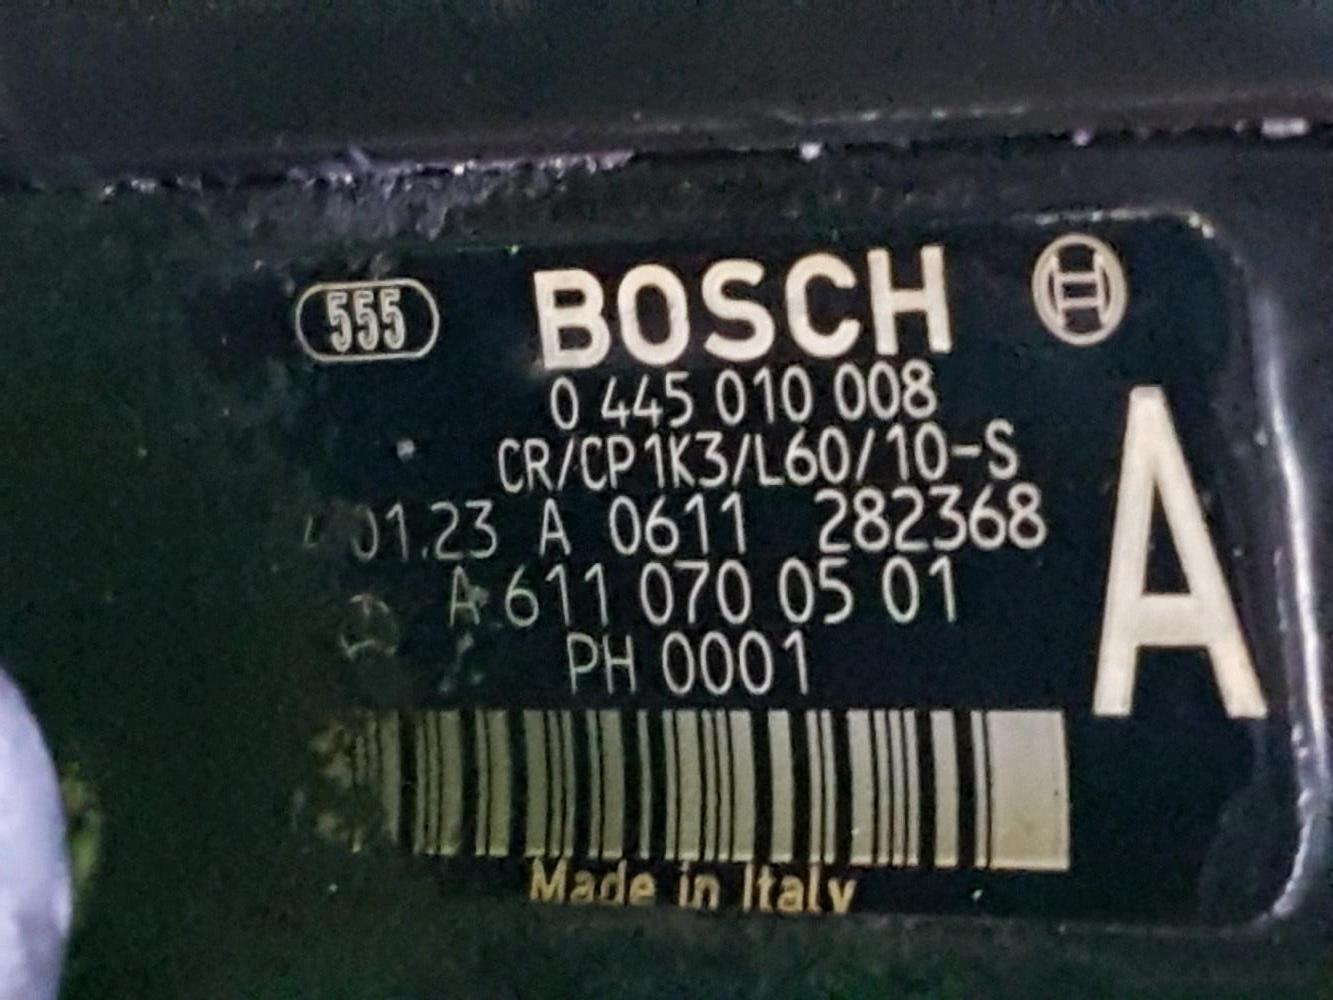 555 BOSCH
0 445 010 008
CR/CP1K3/L60/10-S
01.23 A 0611 282368
A 611 070 05 01
PH 0001
A
Made in Italy